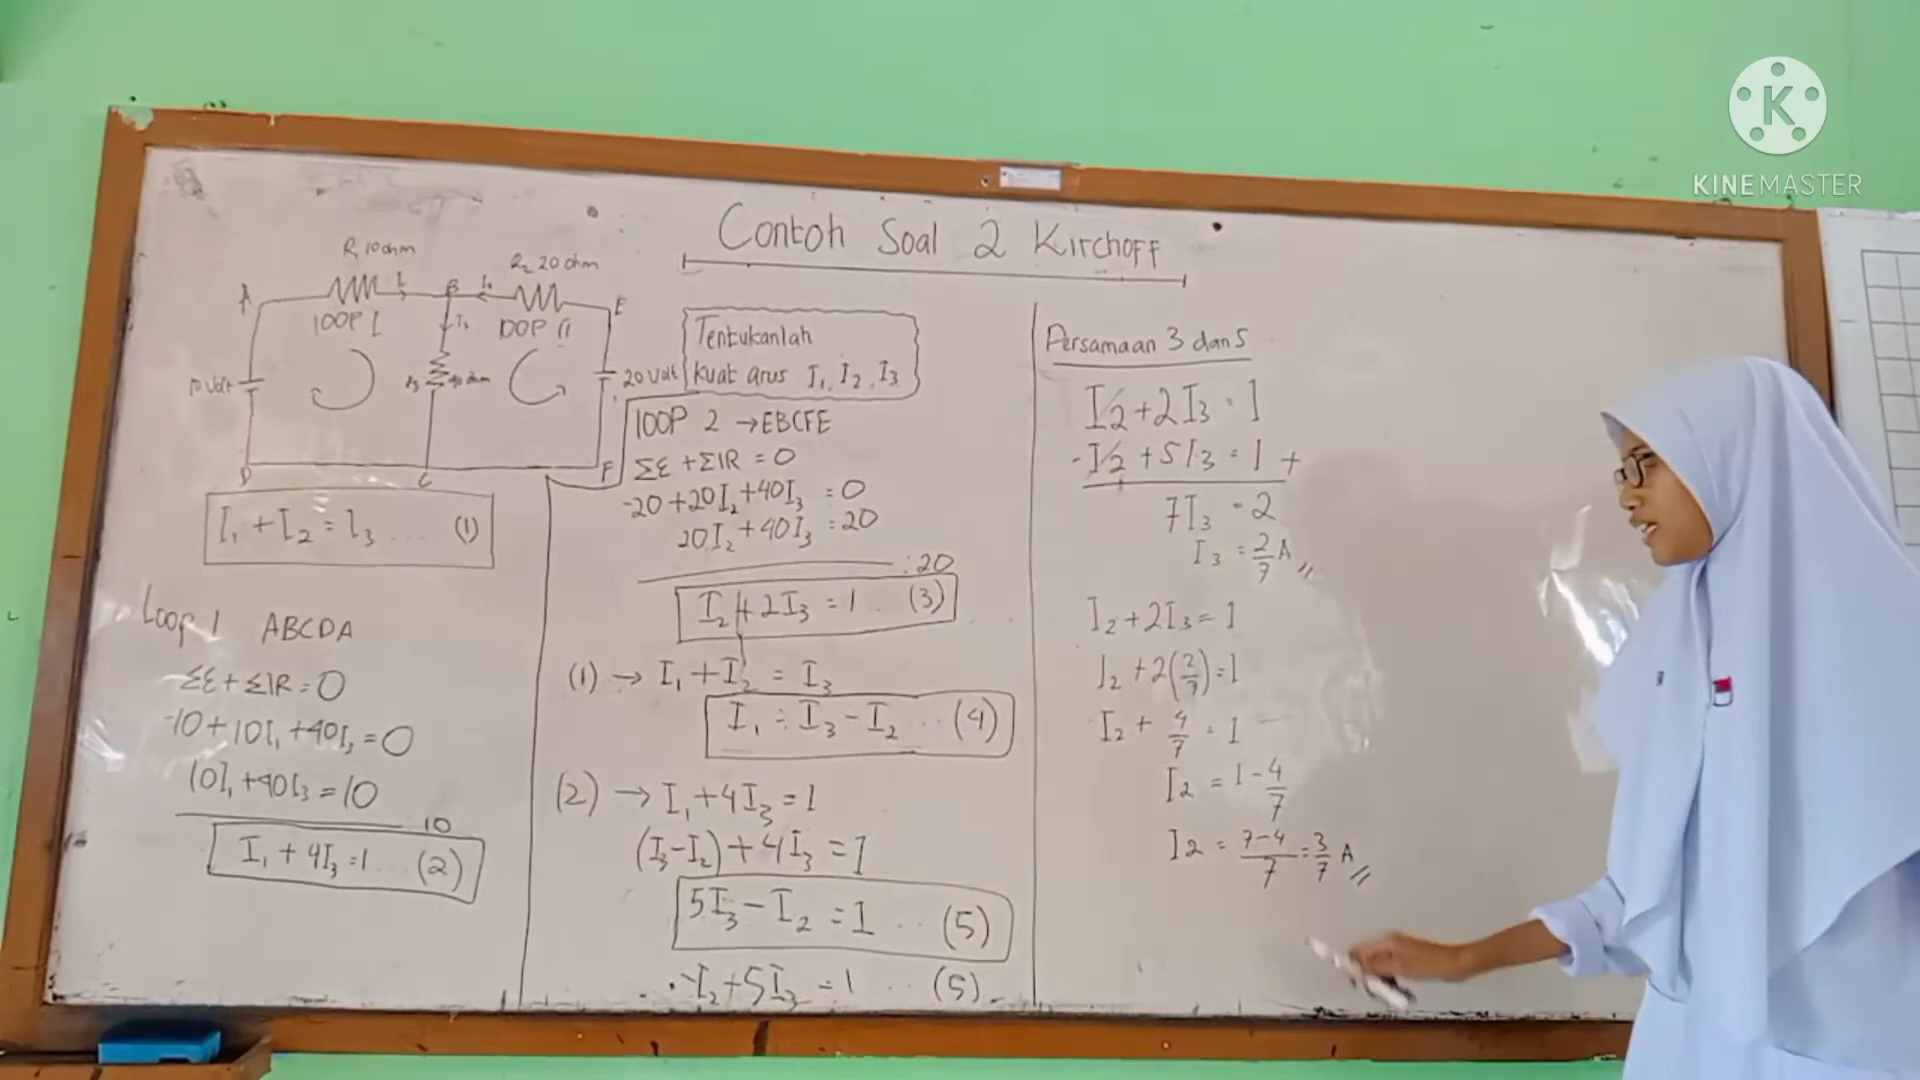 KINEMASTER
Contoh Soal 2 Kirchoff
R₁ 10 ohm
R₂ 20 ohm
A
I₁
B
I₂
E
LOOP I
I₃
LOOP II
10 Volt
R₃ 40 ohm
20 Volt
D
C
F
I₁ + I₂ = I₃ .... (1)
Loop 1 ABCDA
Σε + ΣIR = 0
-10 + 10I₁ + 40I₃ = 0
10I₁ + 40I₃ = 10
: 10
I₁ + 4I₃ = 1 ... (2)
Tentukanlah
kuat arus I₁, I₂, I₃
LOOP 2 → EBCFE
Σε + ΣIR = 0
-20 + 20I₂ + 40I₃ = 0
20I₂ + 40I₃ = 20
: 20
I₂ + 2I₃ = 1 .. (3)
(1) → I₁ + I₂ = I₃
I₁ = I₃ - I₂ ... (4)
(2) → I₁ + 4I₃ = 1
(I₃ - I₂) + 4I₃ = 1
5I₃ - I₂ = 1 ... (5)
-I₂ + 5I₃ = 1 ... (5)
Persamaan 3 dan 5
I₂ + 2I₃ = 1
-I₂ + 5I₃ = 1 +
7I₃ = 2
I₃ = 2/7 A //
I₂ + 2I₃ = 1
I₂ + 2(2/7) = 1
I₂ + 4/7 = 1
I₂ = 1 - 4/7
I₂ = 7-4/7 = 3/7 A //